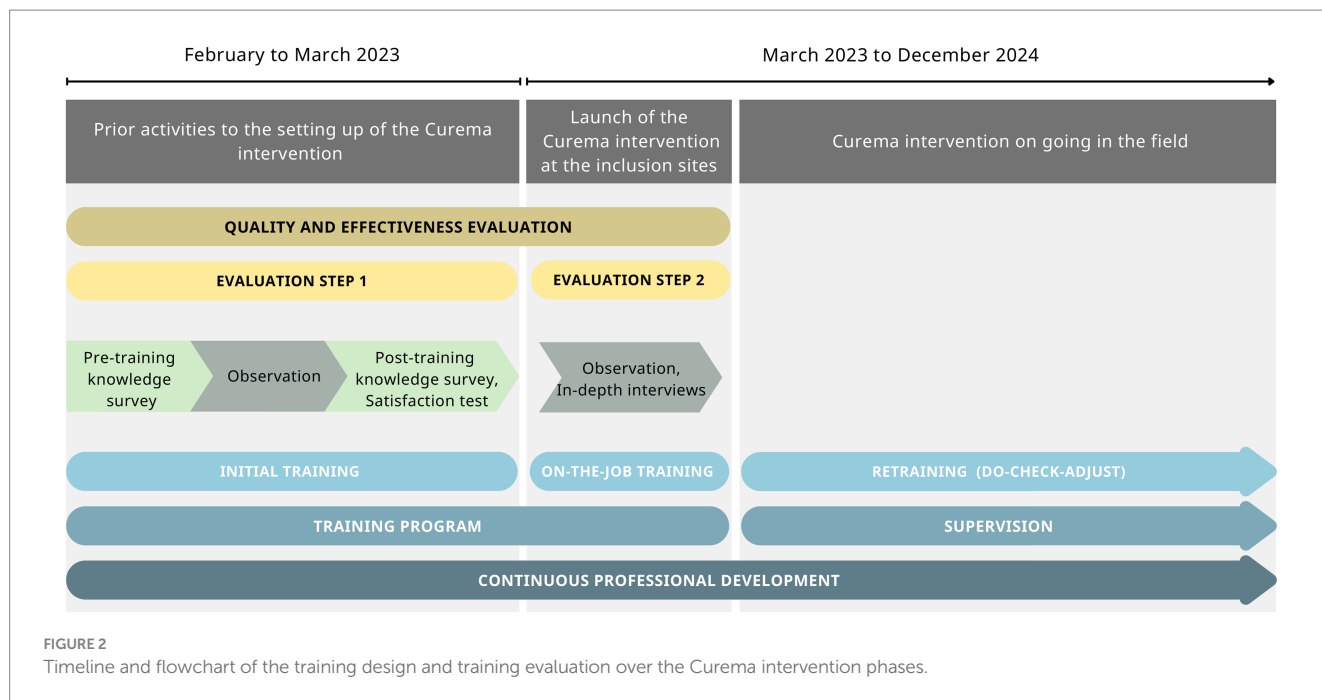 February to March 2023
March 2023 to December 2024
Prior activities to the setting up of the Curema
intervention
Launch of the
Curema intervention
at the inclusion sites
Curema intervention on going in the field
QUALITY AND EFFECTIVENESS EVALUATION
EVALUATION STEP 1
EVALUATION STEP 2
Pre-training
knowledge
survey
Observation
Post-training
knowledge survey,
Satisfaction test
Observation,
In-depth interviews
INITIAL TRAINING
ON-THE-JOB TRAINING
RETRAINING (DO-CHECK-ADJUST)
TRAINING PROGRAM
SUPERVISION
CONTINUOUS PROFESSIONAL DEVELOPMENT
FIGURE 2
Timeline and flowchart of the training design and training evaluation over the Curema intervention phases.